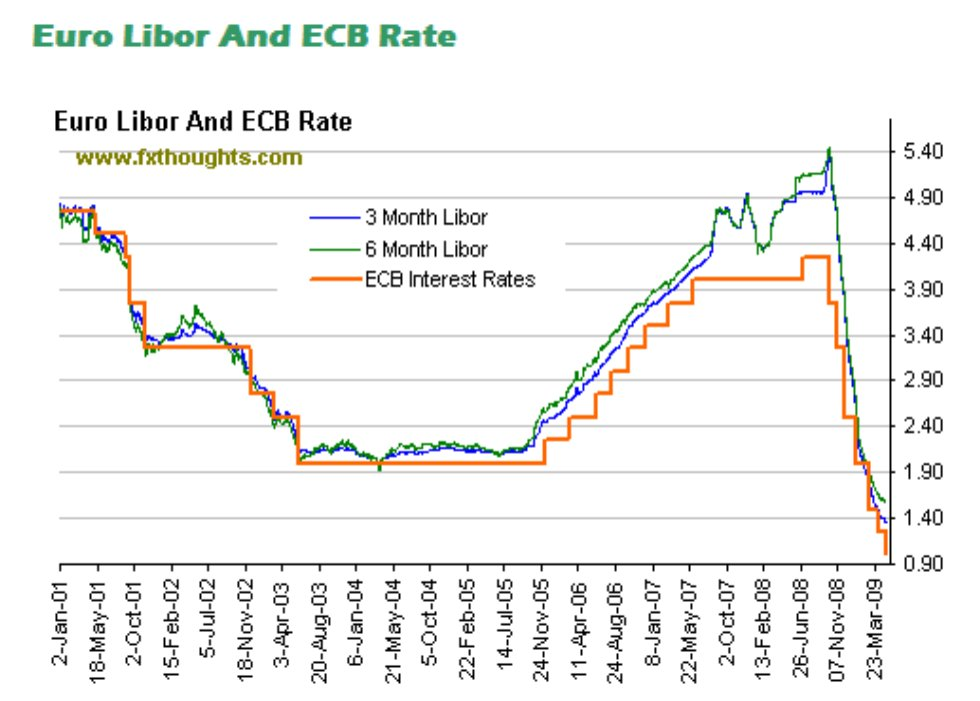 Euro Libor And ECB Rate
Euro Libor And ECB Rate
www.fxthoughts.com
3 Month Libor
6 Month Libor
ECB Interest Rates
5.40
4.90
4.40
3.90
3.40
2.90
2.40
1.90
1.40
0.90
2-Jan-01
18-May-01
2-Oct-01
15-Feb-02
5-Jul-02
18-Nov-02
3-Apr-03
20-Aug-03
6-Jan-04
21-May-04
5-Oct-04
22-Feb-05
14-Jul-05
24-Nov-05
11-Apr-06
24-Aug-06
8-Jan-07
22-May-07
2-Oct-07
13-Feb-08
26-Jun-08
07-Nov-08
23-Mar-09